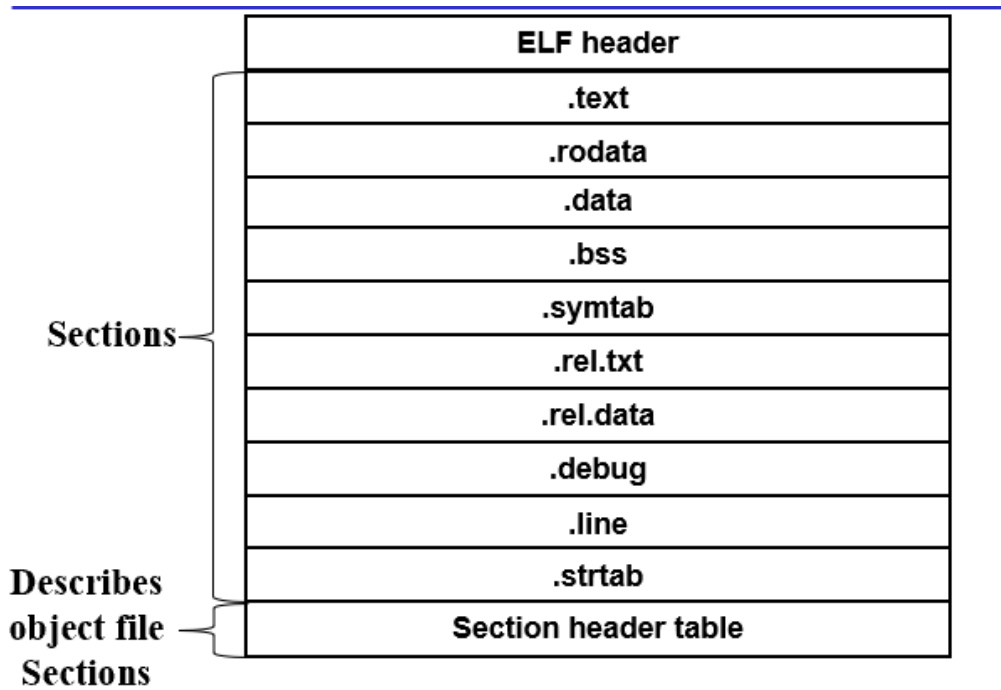 ELF header
.text
.rodata
.data
.bss
.symtab
Sections
.rel.txt
.rel.data
.debug
.line
.strtab
Describes
object file
Sections
Section header table